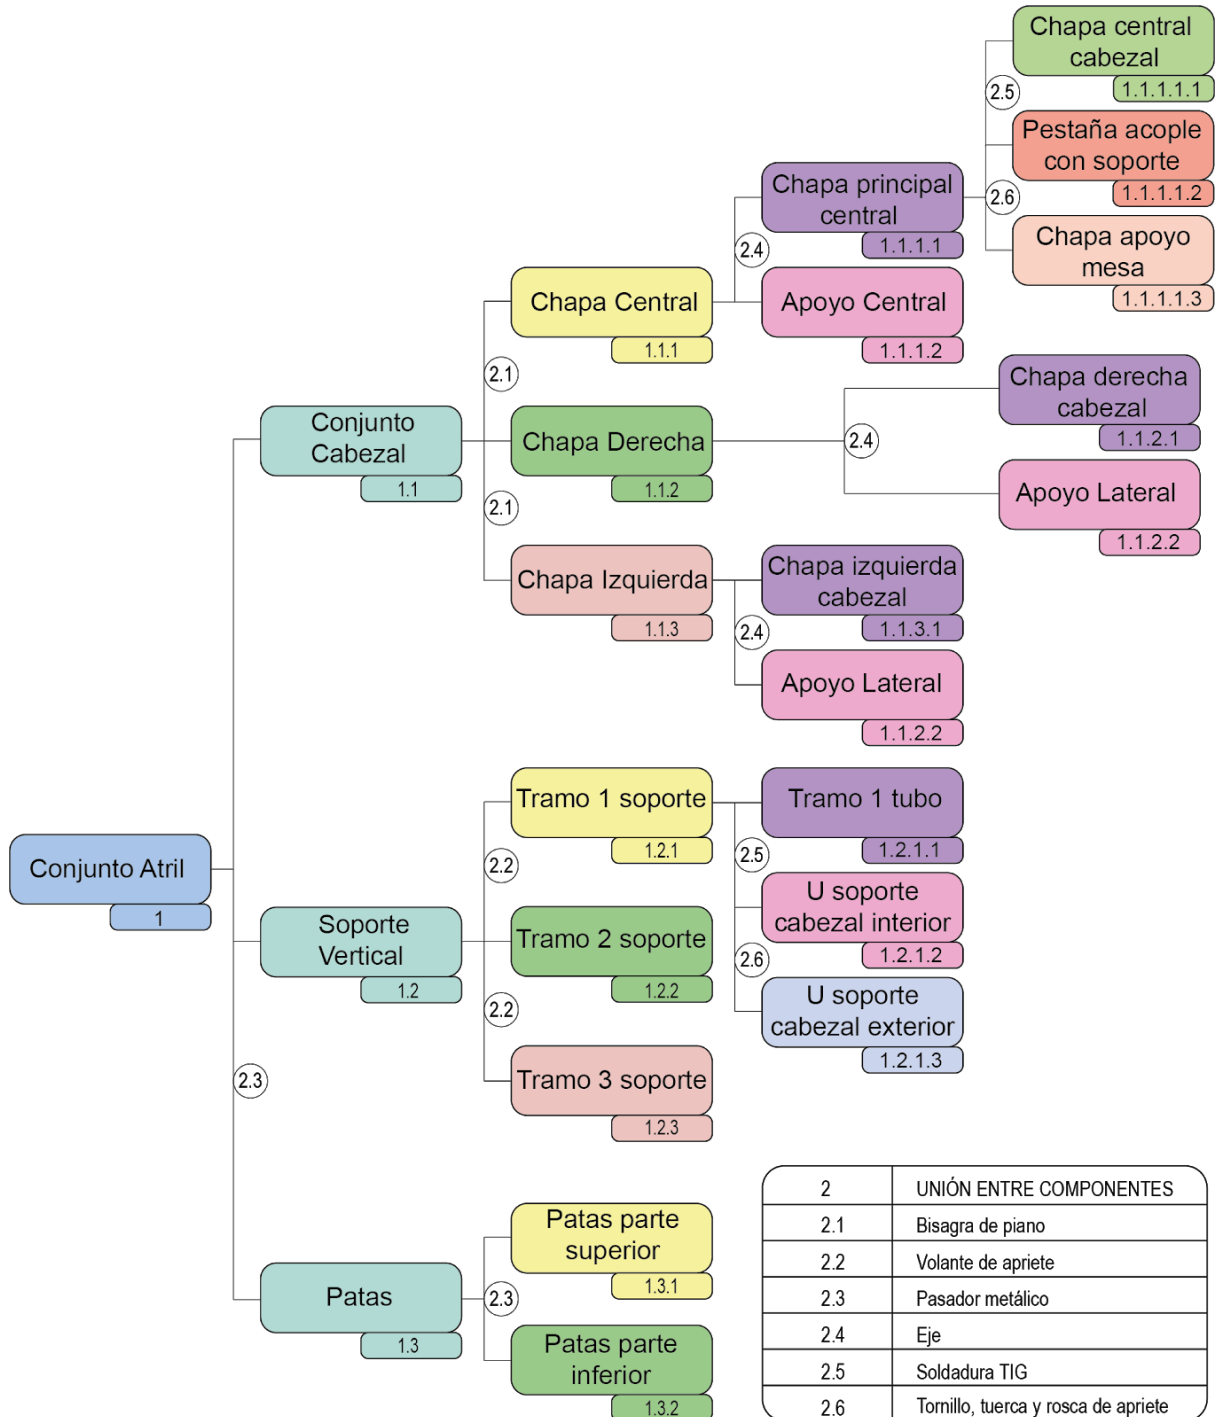 Chapa central
cabezal
1.1.1.1.1
2.5
Pestaña acople
con soporte
1.1.1.1.2
Chapa principal
central
1.1.1.1
2.6
Chapa apoyo
mesa
1.1.1.1.3
2.4
Chapa Central
1.1.1
Apoyo Central
1.1.1.2
2.1
Chapa derecha
cabezal
1.1.2.1
Conjunto
Cabezal
1.1
Chapa Derecha
1.1.2
2.4
Apoyo Lateral
1.1.2.2
2.1
Chapa Izquierda
1.1.3
Chapa izquierda
cabezal
1.1.3.1
2.4
Apoyo Lateral
1.1.2.2
Tramo 1 soporte
1.2.1
Tramo 1 tubo
1.2.1.1
2.2
2.5
Conjunto Atril
1
U soporte
cabezal interior
1.2.1.2
Soporte
Vertical
1.2
Tramo 2 soporte
1.2.2
2.6
2.2
U soporte
cabezal exterior
1.2.1.3
2.3
Tramo 3 soporte
1.2.3
Patas parte
superior
1.3.1
Patas
1.3
2.3
Patas parte
inferior
1.3.2
2 UNIÓN ENTRE COMPONENTES
2.1 Bisagra de piano
2.2 Volante de apriete
2.3 Pasador metálico
2.4 Eje
2.5 Soldadura TIG
2.6 Tornillo, tuerca y rosca de apriete